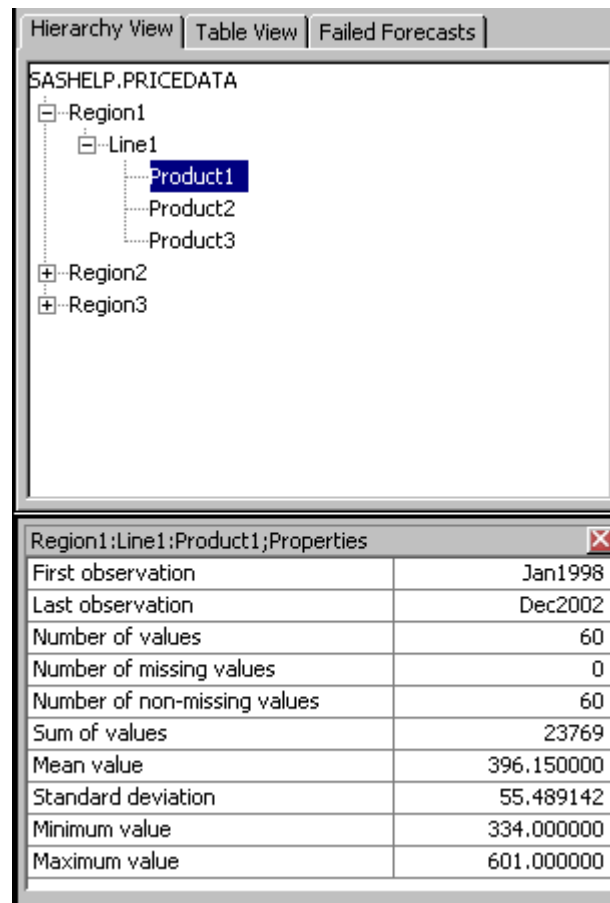 Hierarchy View Table View Failed Forecasts
SASHELP.PRICEDATA
Region1
Line1
Product1
Product2
Product3
Region2
Region3
Region1:Line1:Product1;Properties
First observation Jan1998
Last observation Dec2002
Number of values 60
Number of missing values 0
Number of non-missing values 60
Sum of values 23769
Mean value 396.150000
Standard deviation 55.489142
Minimum value 334.000000
Maximum value 601.000000